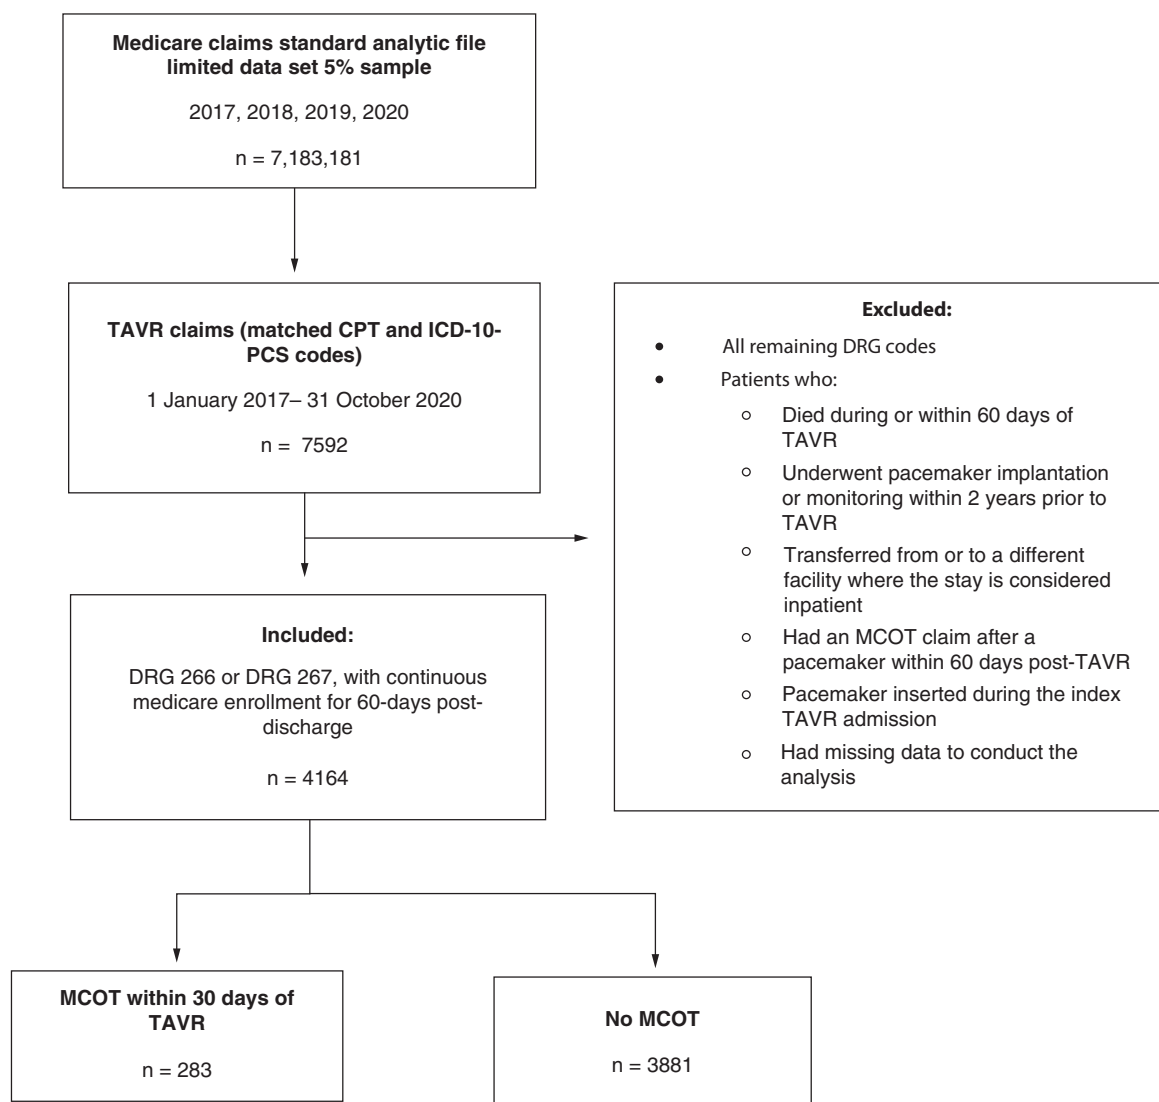 Medicare claims standard analytic file
limited data set 5% sample
2017, 2018, 2019, 2020
n = 7,183,181
TAVR claims (matched CPT and ICD-10-
PCS codes)
1 January 2017– 31 October 2020
n = 7592
Excluded:
• All remaining DRG codes
• Patients who:
○ Died during or within 60 days of
TAVR
○ Underwent pacemaker implantation
or monitoring within 2 years prior to
TAVR
○ Transferred from or to a different
facility where the stay is considered
inpatient
○ Had an MCOT claim after a
pacemaker within 60 days post-TAVR
○ Pacemaker inserted during the index
TAVR admission
○ Had missing data to conduct the
analysis
Included:
DRG 266 or DRG 267, with continuous
medicare enrollment for 60-days post-
discharge
n = 4164
MCOT within 30 days of
TAVR
n = 283
No MCOT
n = 3881